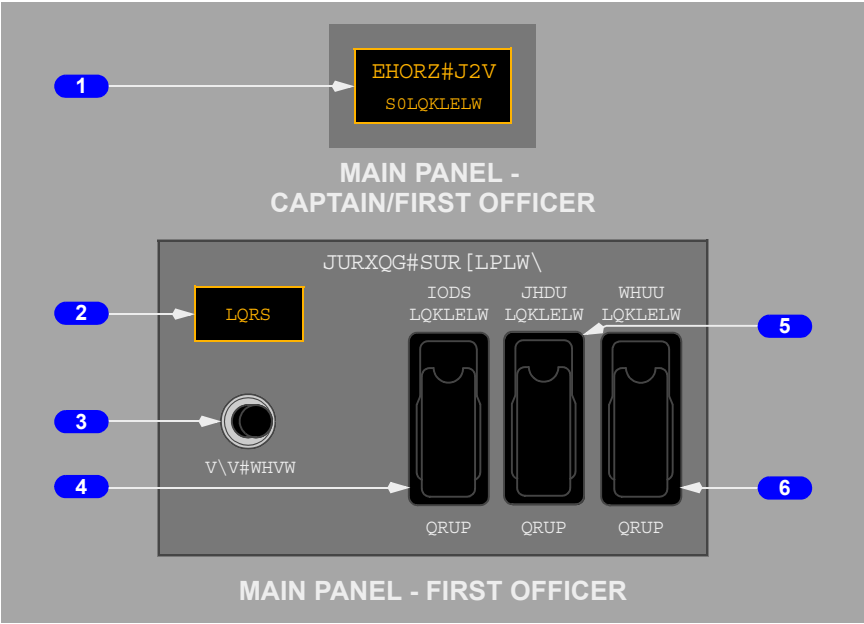 1
EHORZ#J2V
S0LQKLELW
MAIN PANEL -
CAPTAIN/FIRST OFFICER
JURXQG#SUR[LPLW\
2
LQRS
IODS JHDU WHUU
LQKLELW LQKLELW LQKLELW
5
3
V\V#WHVW
4
6
QRUP QRUP QRUP
MAIN PANEL - FIRST OFFICER